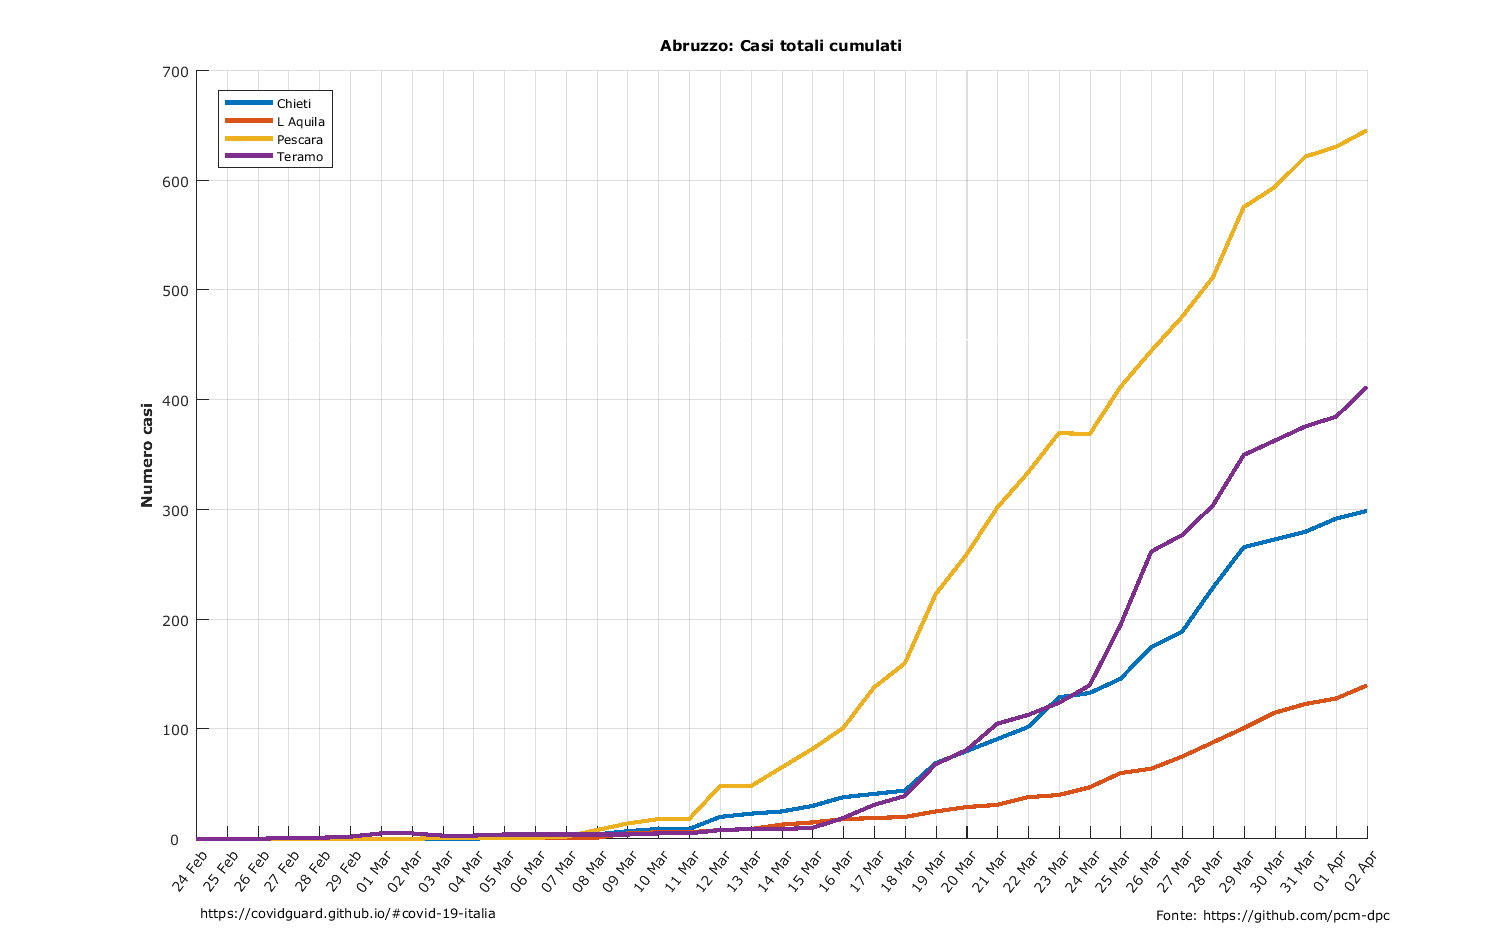 Abruzzo: Casi totali cumulati
700
600
500
400
300
200
100
0
Numero casi
Chieti
L Aquila
Pescara
Teramo
24 Feb
25 Feb
26 Feb
27 Feb
28 Feb
29 Feb
01 Mar
02 Mar
03 Mar
04 Mar
05 Mar
06 Mar
07 Mar
08 Mar
09 Mar
10 Mar
11 Mar
12 Mar
13 Mar
14 Mar
15 Mar
16 Mar
17 Mar
18 Mar
19 Mar
20 Mar
21 Mar
22 Mar
23 Mar
24 Mar
25 Mar
26 Mar
27 Mar
28 Mar
29 Mar
30 Mar
31 Mar
01 Apr
02 Apr
https://covidguard.github.io/#covid-19-italia
Fonte: https://github.com/pcm-dpc